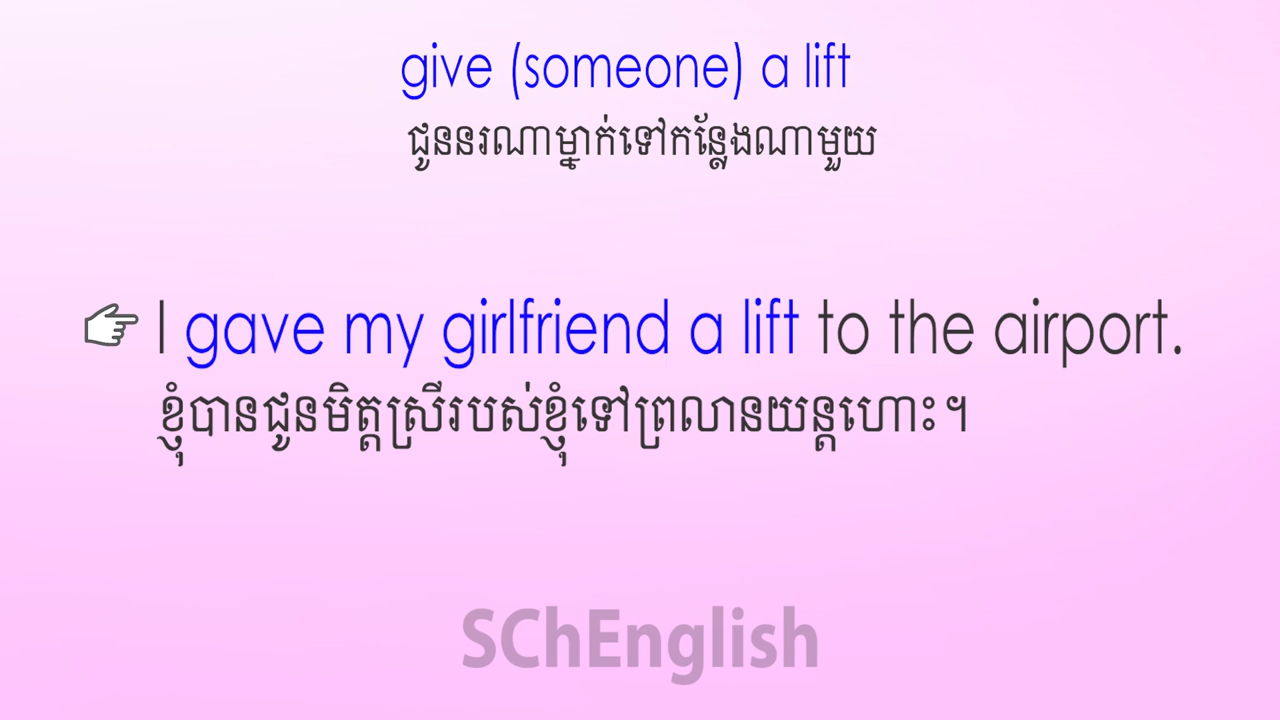 give (someone) a lift
ជូននរណាម្នាក់ទៅកន្លែងណាមួយ
I gave my girlfriend a lift to the airport.
ខ្ញុំបានជូនមិត្តស្រីរបស់ខ្ញុំទៅព្រលានយន្តហោះ។
SChEnglish